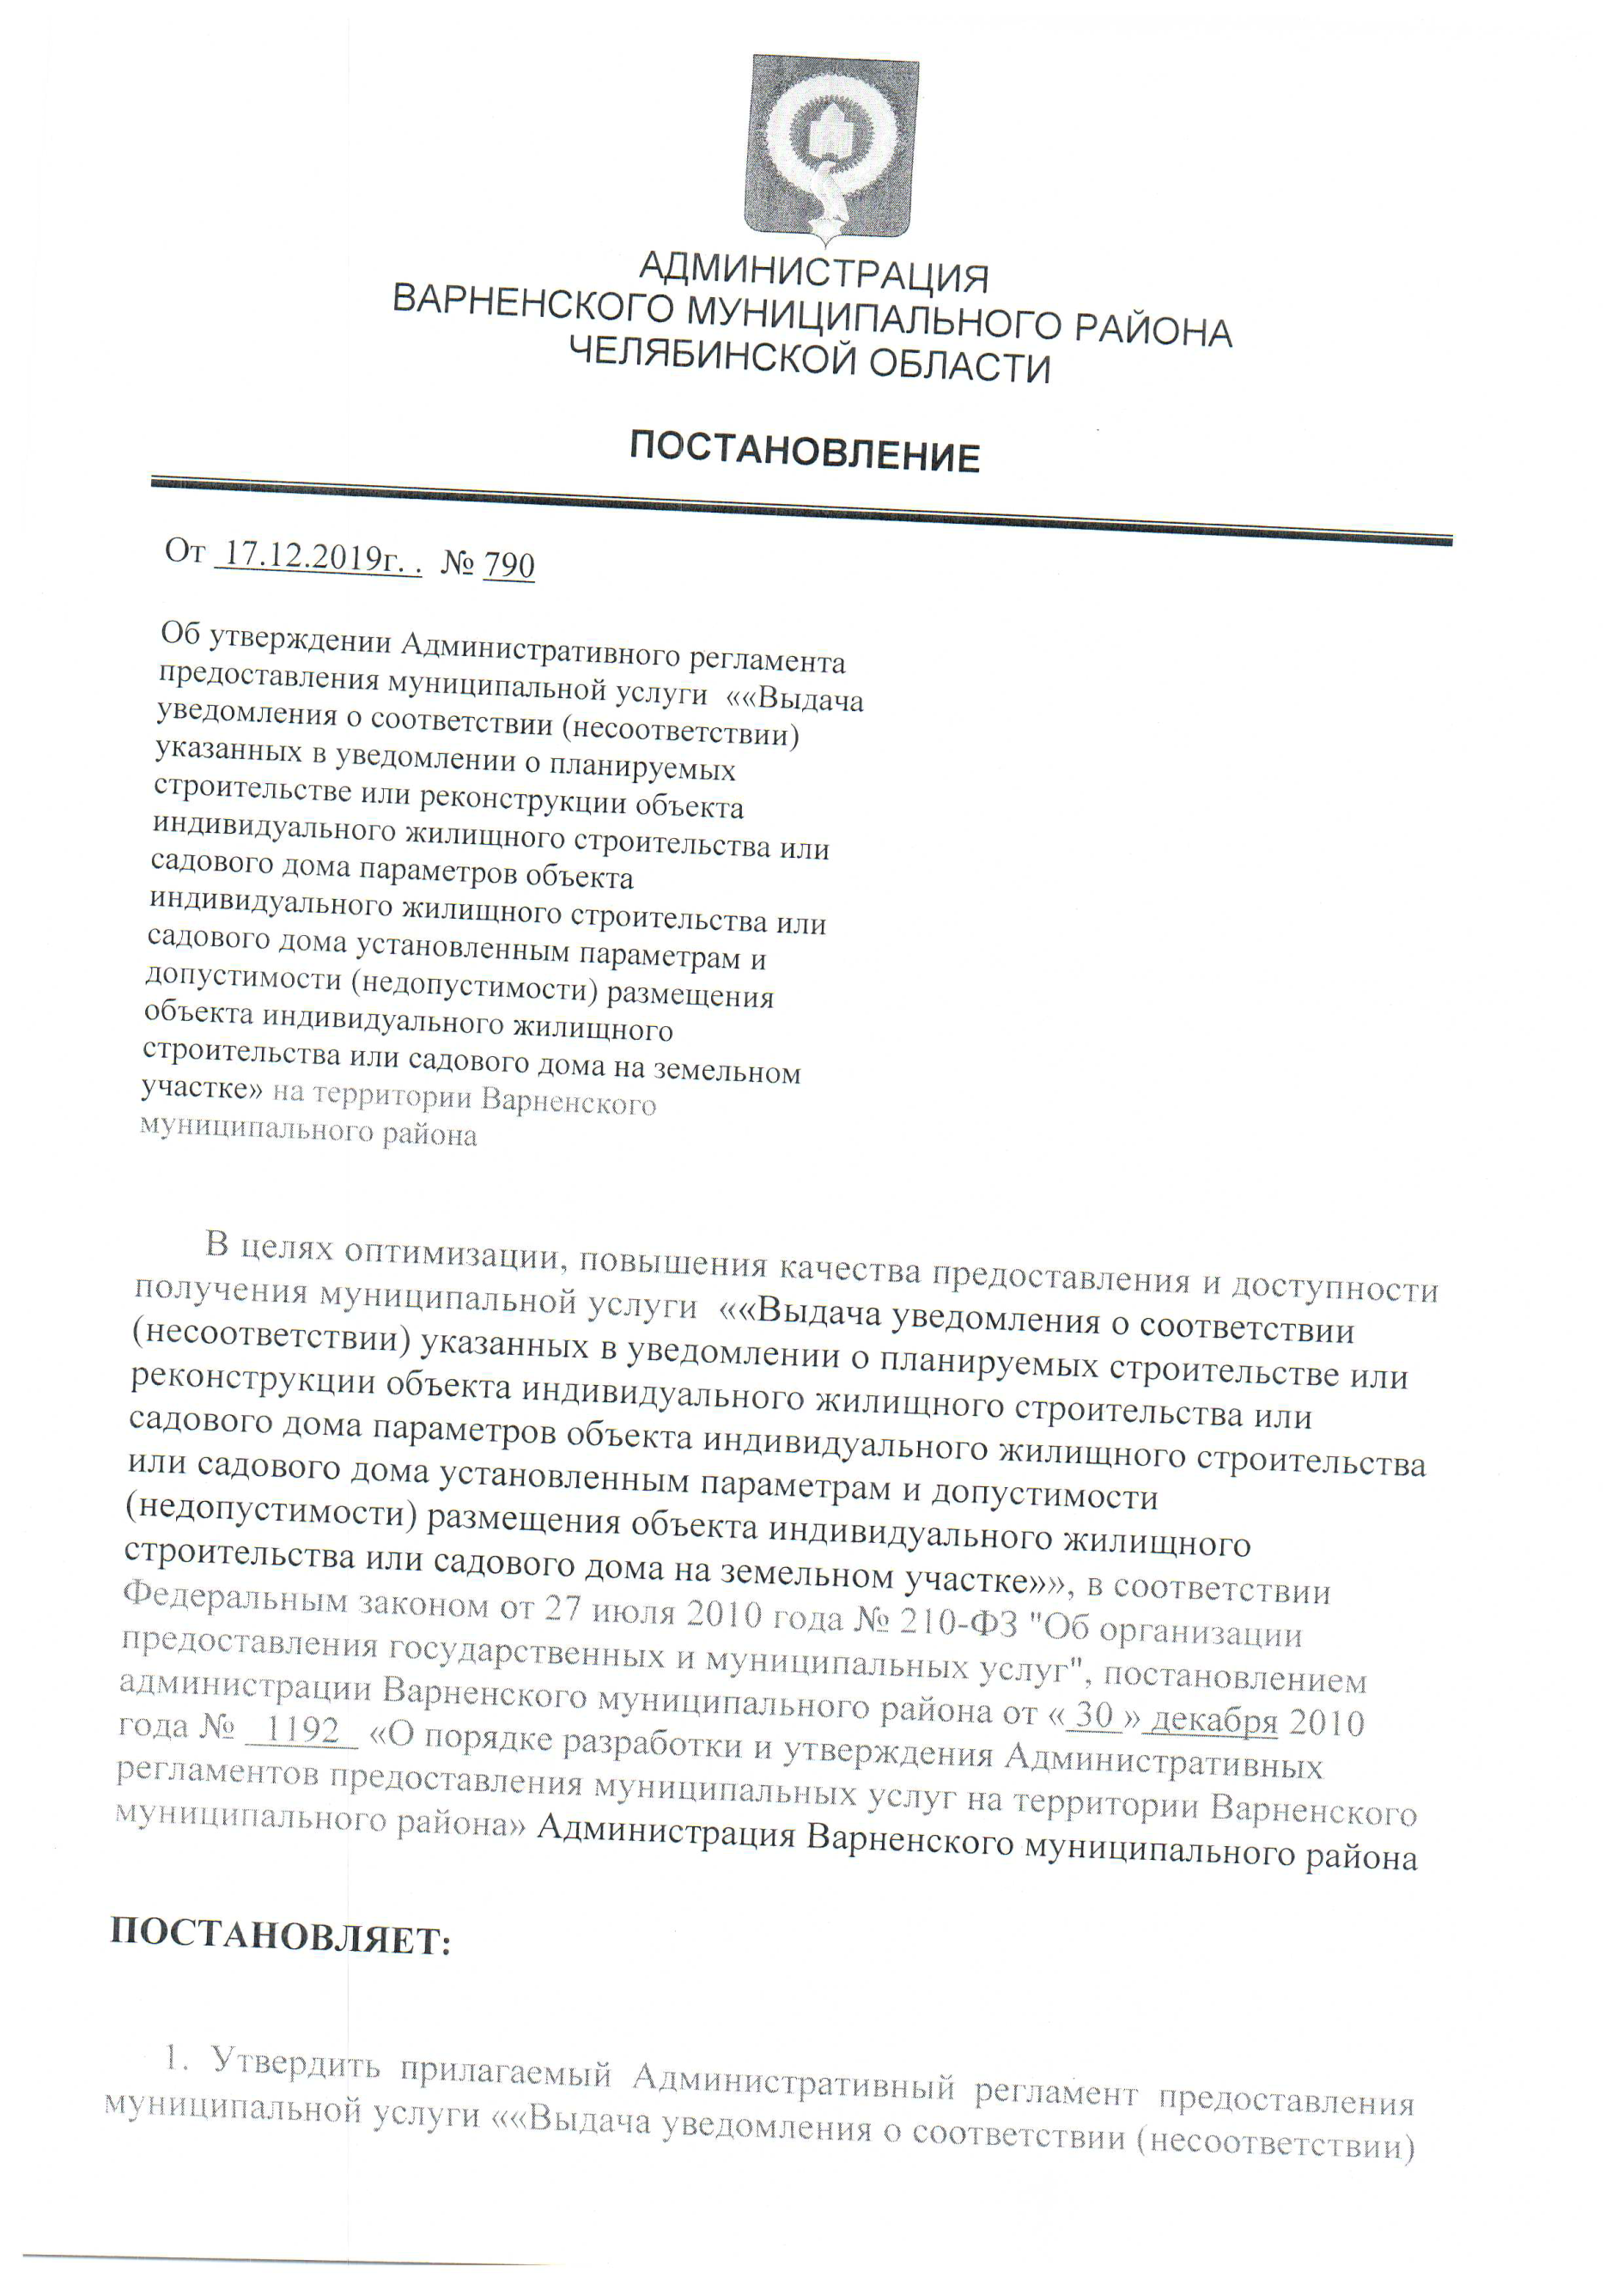 АДМИНИСТРАЦИЯ
ВАРНЕНСКОГО МУНИЦИПАЛЬНОГО РАЙОНА
ЧЕЛЯБИНСКОЙ ОБЛАСТИ
ПОСТАНОВЛЕНИЕ
От 17.12.2019г. . № 790
Об утверждении Административного регламента
предоставления муниципальной услуги ««Выдача
уведомления о соответствии (несоответствии)
указанных в уведомлении о планируемых
строительстве или реконструкции объекта
индивидуального жилищного строительства или
садового дома параметров объекта
индивидуального жилищного строительства или
садового дома установленным параметрам и
допустимости (недопустимости) размещения
объекта индивидуального жилищного
строительства или садового дома на земельном
участке» на территории Варненского
муниципального района
В целях оптимизации, повышения качества предоставления и доступности
получения муниципальной услуги ««Выдача уведомления о соответствии
(несоответствии) указанных в уведомлении о планируемых строительстве или
реконструкции объекта индивидуального жилищного строительства или
садового дома параметров объекта индивидуального жилищного строительства
или садового дома установленным параметрам и допустимости
(недопустимости) размещения объекта индивидуального жилищного
строительства или садового дома на земельном участке»», в соответствии
Федеральным законом от 27 июля 2010 года № 210-ФЗ "Об организации
предоставления государственных и муниципальных услуг", постановлением
администрации Варненского муниципального района от « 30 » декабря 2010
года № 1192 «О порядке разработки и утверждения Административных
регламентов предоставления муниципальных услуг на территории Варненского
муниципального района» Администрация Варненского муниципального района
ПОСТАНОВЛЯЕТ:
1. Утвердить прилагаемый Административный регламент предоставления
муниципальной услуги ««Выдача уведомления о соответствии (несоответствии)